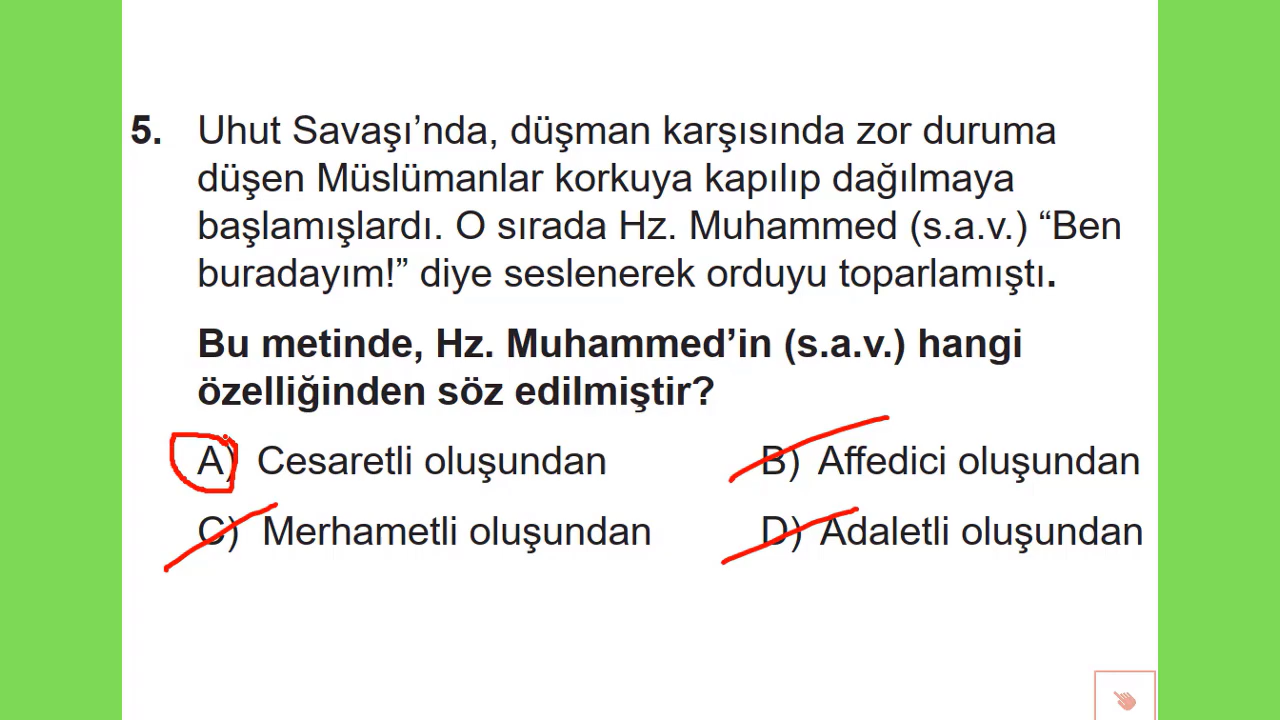 5. Uhut Savaşı’nda, düşman karşısında zor duruma
düşen Müslümanlar korkuya kapılıp dağılmaya
başlamışlardı. O sırada Hz. Muhammed (s.a.v.) “Ben
buradayım!” diye seslenerek orduyu toparlamıştı.
Bu metinde, Hz. Muhammed’in (s.a.v.) hangi
özelliğinden söz edilmiştir?
A) Cesaretli oluşundan B) Affedici oluşundan
C) Merhametli oluşundan D) Adaletli oluşundan